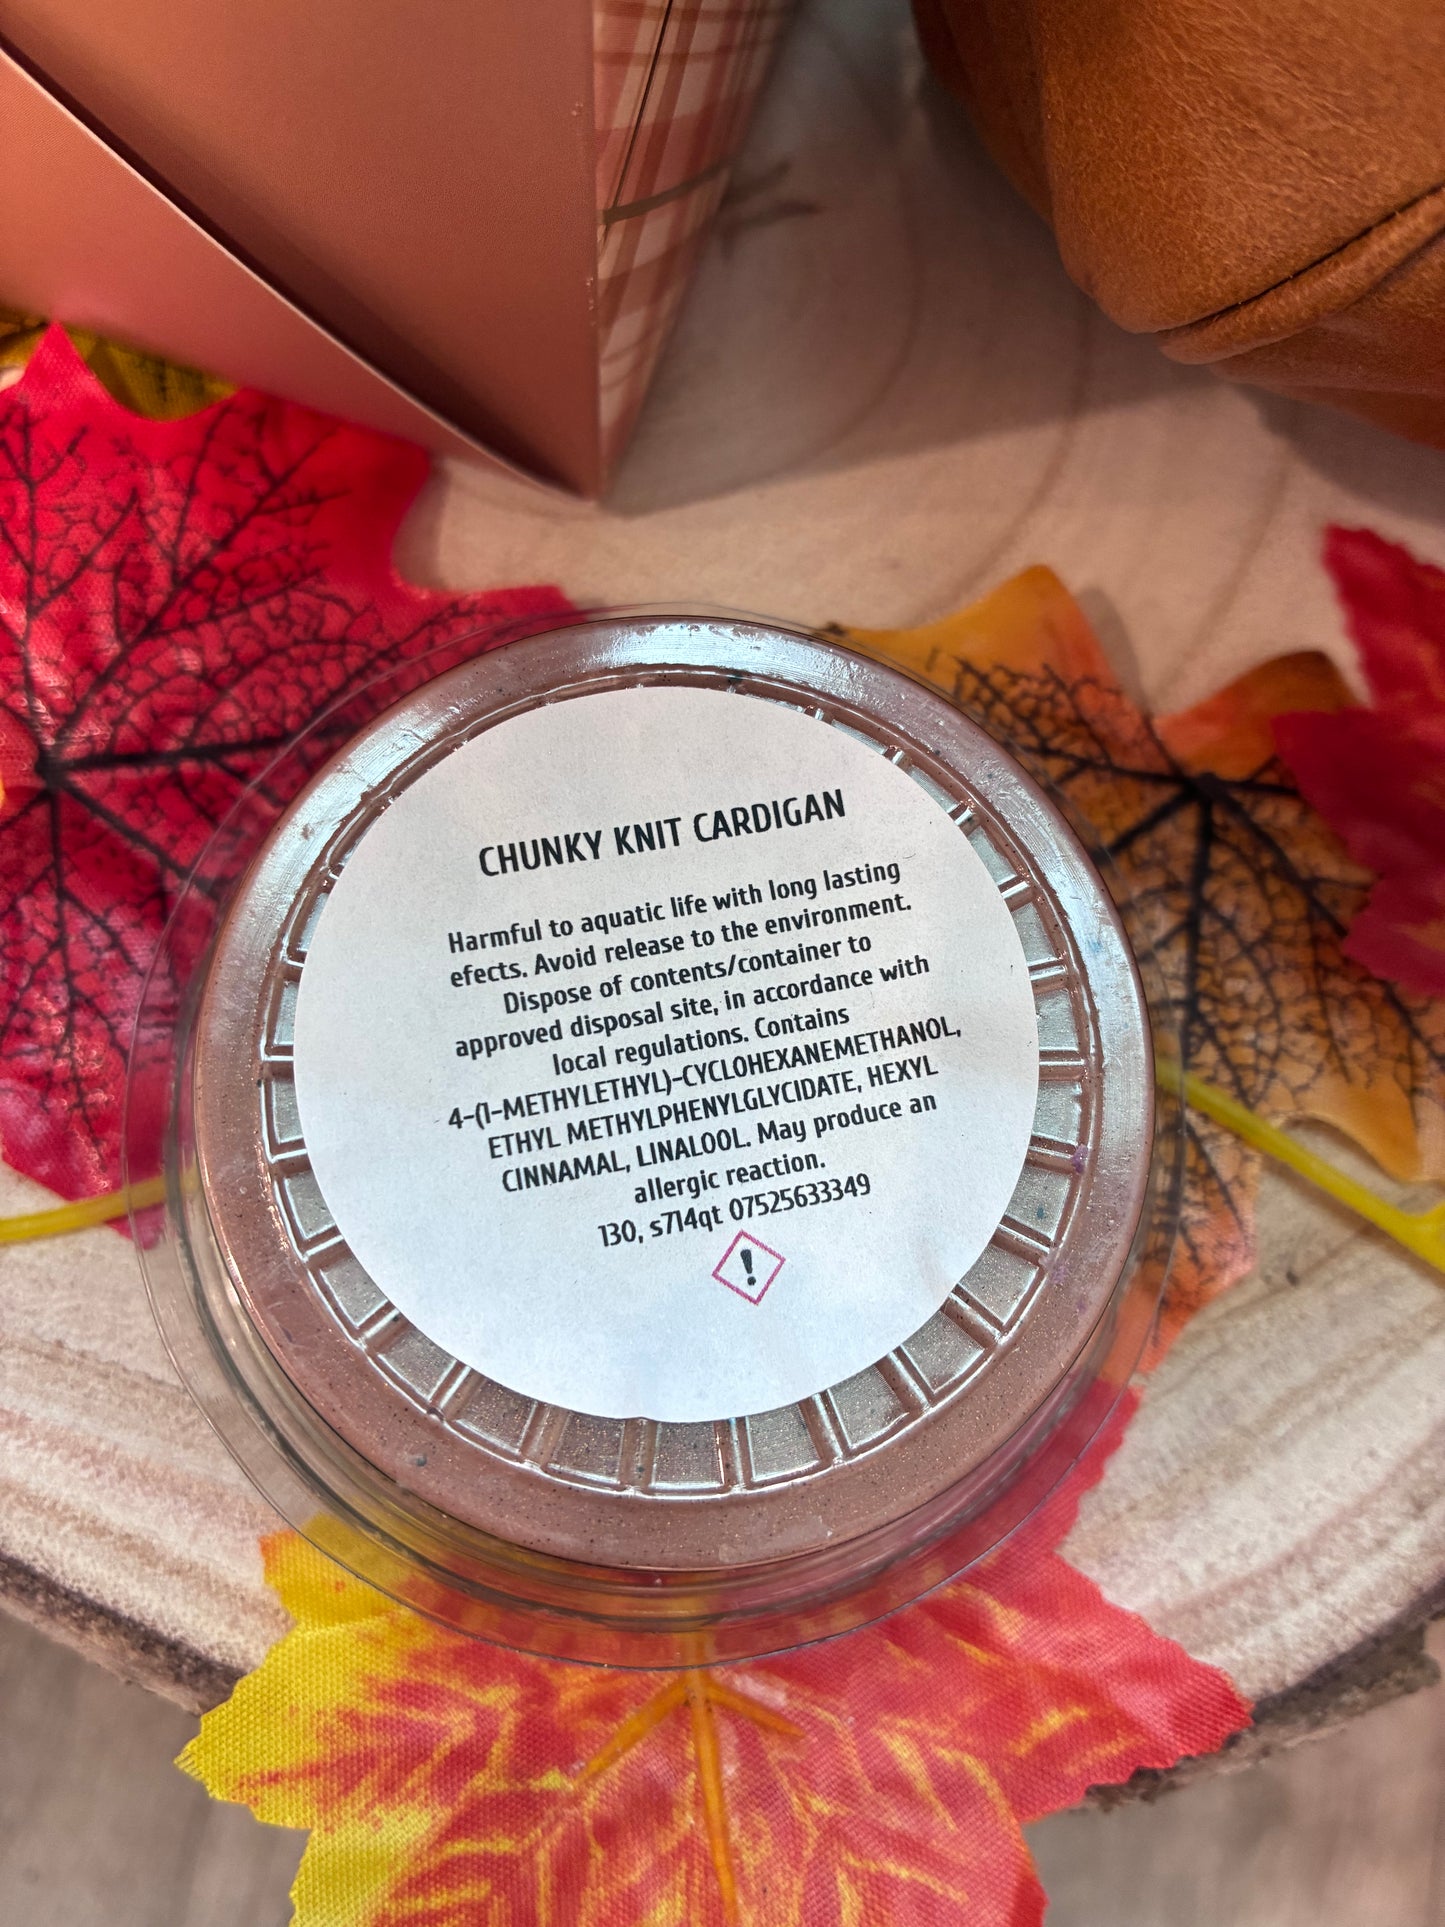 CHUNKY KNIT CARDIGAN
Harmful to aquatic life with long lasting
efects. Avoid release to the environment.
Dispose of contents/container to
approved disposal site, in accordance with
local regulations. Contains
4-(1-METHYLETHYL)-CYCLOHEXANEMETHANOL,
ETHYL METHYLPHENYLGLYCIDATE, HEXYL
CINNAMAL, LINALOOL. May produce an
allergic reaction.
130, s714qt 07525633349
!